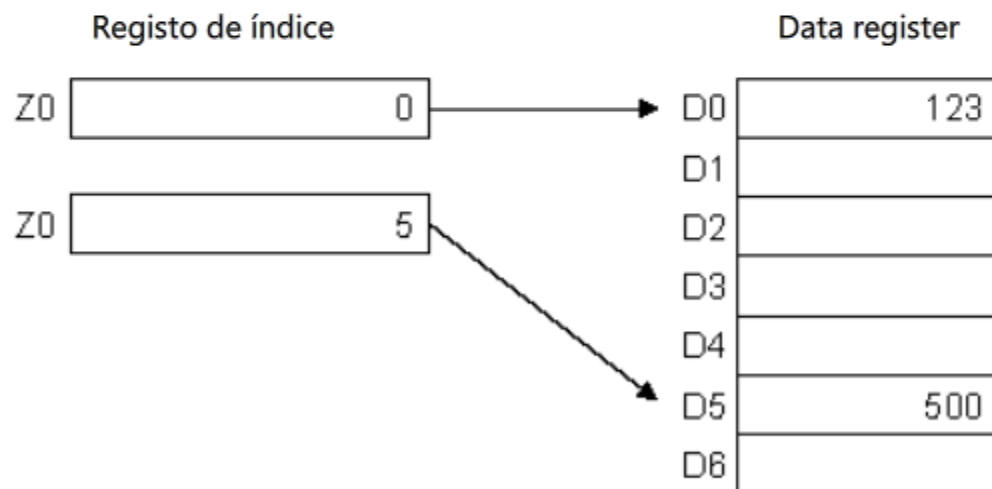 Registo de índice Data register
Z0 0 D0 123
D1
Z0 5 D2
D3
D4
D5 500
D6